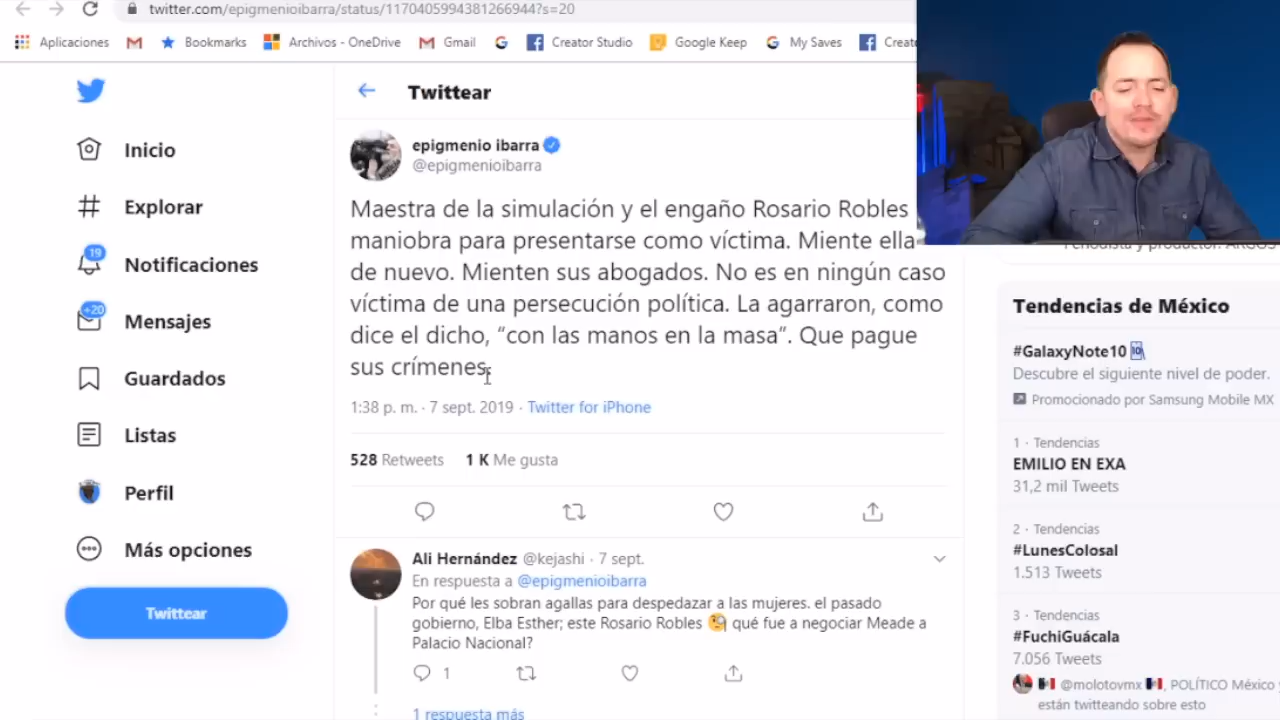 twitter.com/epigmenioibarra/status/1170405994381266944?s=20
Aplicaciones Bookmarks Archivos - OneDrive Gmail Creator Studio Google Keep My Saves Creato
Twittear
epigmenio ibarra
@epigmenioibarra
Maestra de la simulación y el engaño Rosario Robles
maniobra para presentarse como víctima. Miente ella
de nuevo. Mienten sus abogados. No es en ningún caso
víctima de una persecución política. La agarraron, como
dice el dicho, “con las manos en la masa”. Que pague
sus crímenes.
1:38 p. m. · 7 sept. 2019 · Twitter for iPhone
528 Retweets 1 K Me gusta
Ali Hernández @kejashi · 7 sept.
En respuesta a @epigmenioibarra
Por qué les sobran agallas para despedazar a las mujeres. el pasado
gobierno, Elba Esther; este Rosario Robles 🧐 qué fue a negociar Meade a
Palacio Nacional?
1
1 respuesta más
Inicio
Explorar
19
Notificaciones
+20
Mensajes
Guardados
Listas
Perfil
Más opciones
Twittear
Periodista y productor. ARGOS
Tendencias de México
#GalaxyNote10
Descubre el siguiente nivel de poder.
Promocionado por Samsung Mobile MX
1 · Tendencias
EMILIO EN EXA
31,2 mil Tweets
2 · Tendencias
#LunesColosal
1.513 Tweets
3 · Tendencias
#FuchiGuácala
7.056 Tweets
@molotovmx, POLÍTICO México y
están twitteando sobre esto